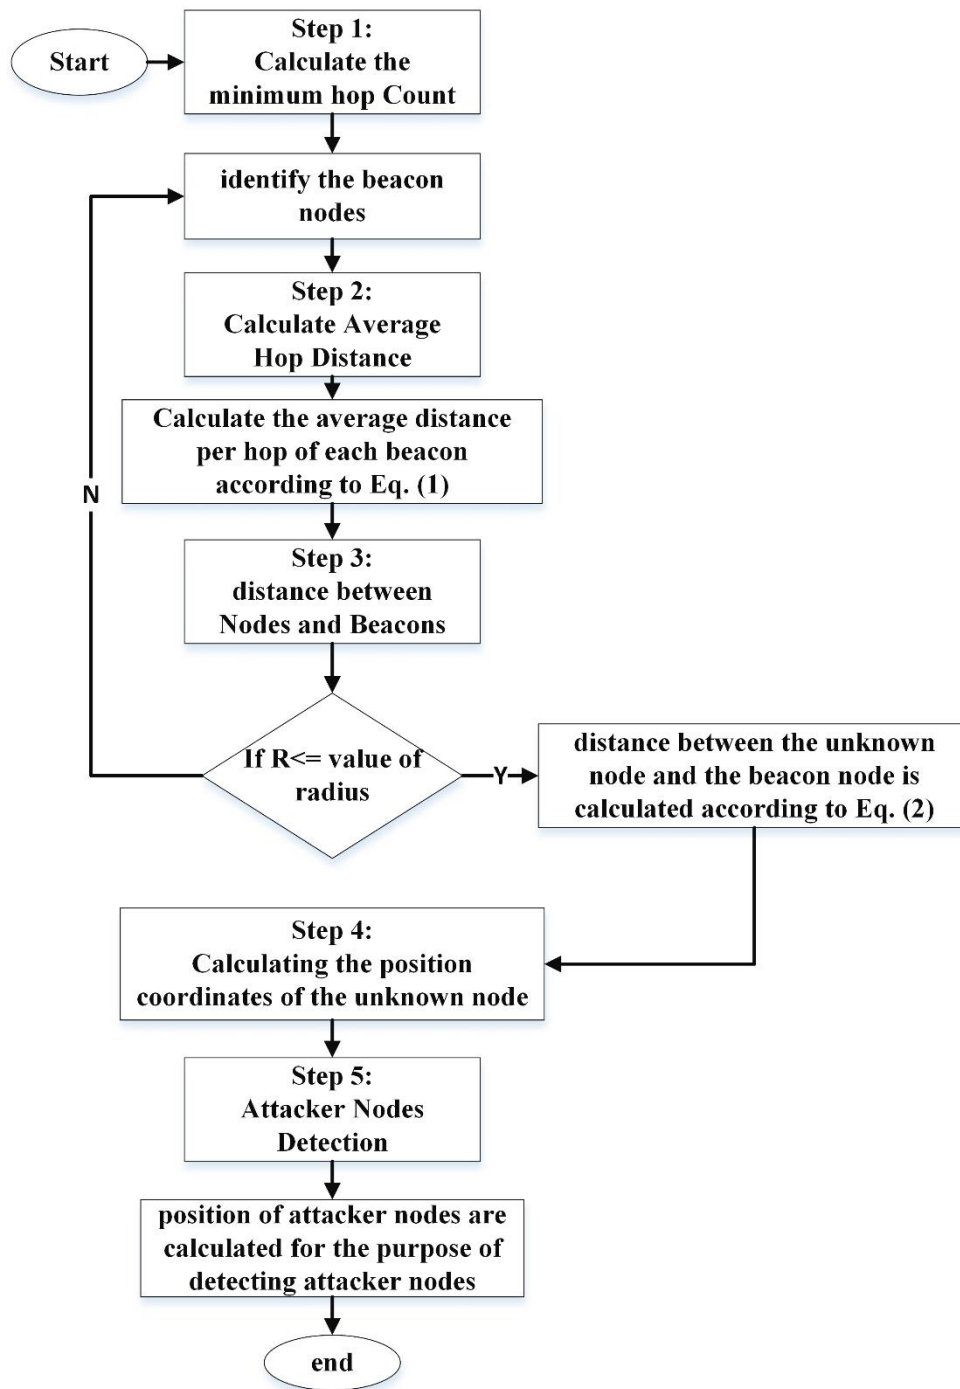 Start
Step 1:
Calculate the
minimum hop Count
identify the beacon
nodes
Step 2:
Calculate Average
Hop Distance
Calculate the average distance
per hop of each beacon
according to Eq. (1)
N
Step 3:
distance between
Nodes and Beacons
If R<= value of
radius
Y
distance between the unknown
node and the beacon node is
calculated according to Eq. (2)
Step 4:
Calculating the position
coordinates of the unknown node
Step 5:
Attacker Nodes
Detection
position of attacker nodes are
calculated for the purpose of
detecting attacker nodes
end